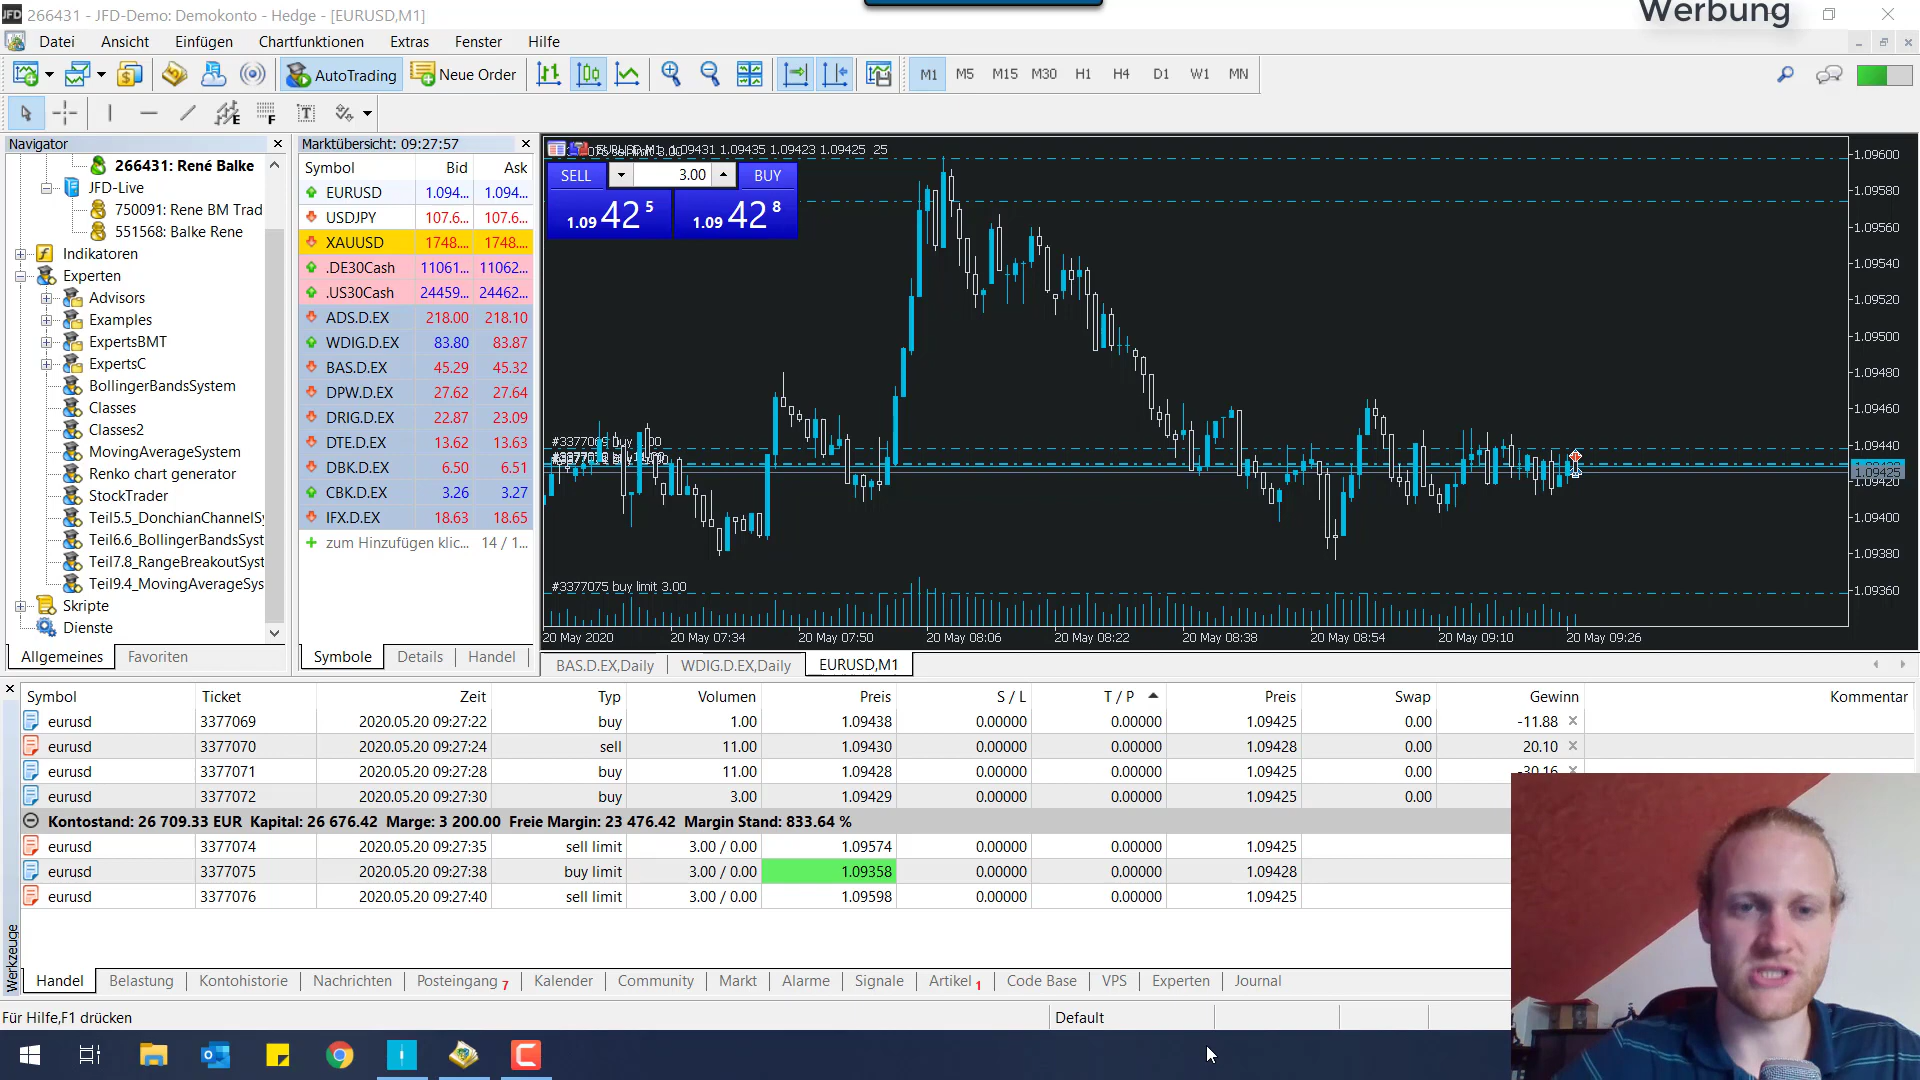 266431 - JFD-Demo: Demokonto - Hedge - [EURUSD,M1]
Werbung
Datei Ansicht Einfügen Chartfunktionen Extras Fenster Hilfe
AutoTrading Neue Order M1 M5 M15 M30 H1 H4 D1 W1 MN
Navigator
266431: René Balke
JFD-Live
750091: Rene BM Trad
551568: Balke Rene
Indikatoren
Experten
Advisors
Examples
ExpertsBMT
ExpertsC
BollingerBandsSystem
Classes
Classes2
MovingAverageSystem
Renko chart generator
StockTrader
Teil5.5_DonchianChannelSy
Teil6.6_BollingerBandsSyst
Teil7.8_RangeBreakoutSyst
Teil9.4_MovingAverageSys
Skripte
Dienste
Allgemeines Favoriten
Marktübersicht: 09:27:57
Symbol Bid Ask
EURUSD 1.094... 1.094...
USDJPY 107.6... 107.6...
XAUUSD 1748.... 1748....
.DE30Cash 11061... 11062...
.US30Cash 24459... 24462...
ADS.D.EX 218.00 218.10
WDIG.D.EX 83.80 83.87
BAS.D.EX 45.29 45.32
DPW.D.EX 27.62 27.64
DRIG.D.EX 22.87 23.09
DTE.D.EX 13.62 13.63
DBK.D.EX 6.50 6.51
CBK.D.EX 3.26 3.27
IFX.D.EX 18.63 18.65
zum Hinzufügen klic... 14 / 1...
Symbole Details Handel
EURUSD,M1 1.09431 1.09435 1.09423 1.09425 25
SELL 3.00 BUY
1.09 42 5 1.09 42 8
#3377069 buy 1.00
#3377075 buy limit 3.00
1.09600
1.09580
1.09560
1.09540
1.09520
1.09500
1.09480
1.09460
1.09440
1.09425
1.09420
1.09400
1.09380
1.09360
20 May 2020 20 May 07:34 20 May 07:50 20 May 08:06 20 May 08:22 20 May 08:38 20 May 08:54 20 May 09:10 20 May 09:26
BAS.D.EX,Daily WDIG.D.EX,Daily EURUSD,M1
Symbol Ticket Zeit Typ Volumen Preis S / L T / P Preis Swap Gewinn Kommentar
eurusd 3377069 2020.05.20 09:27:22 buy 1.00 1.09438 0.00000 0.00000 1.09425 0.00 -11.88
eurusd 3377070 2020.05.20 09:27:24 sell 11.00 1.09430 0.00000 0.00000 1.09428 0.00 20.10
eurusd 3377071 2020.05.20 09:27:28 buy 11.00 1.09428 0.00000 0.00000 1.09425 0.00 -30.16
eurusd 3377072 2020.05.20 09:27:30 buy 3.00 1.09429 0.00000 0.00000 1.09425 0.00
Kontostand: 26 709.33 EUR Kapital: 26 676.42 Marge: 3 200.00 Freie Margin: 23 476.42 Margin Stand: 833.64 %
eurusd 3377074 2020.05.20 09:27:35 sell limit 3.00 / 0.00 1.09574 0.00000 0.00000 1.09425
eurusd 3377075 2020.05.20 09:27:38 buy limit 3.00 / 0.00 1.09358 0.00000 0.00000 1.09428
eurusd 3377076 2020.05.20 09:27:40 sell limit 3.00 / 0.00 1.09598 0.00000 0.00000 1.09425
Werkzeuge
Handel Belastung Kontohistorie Nachrichten Posteingang 7 Kalender Community Markt Alarme Signale Artikel 1 Code Base VPS Experten Journal
Für Hilfe,F1 drücken Default